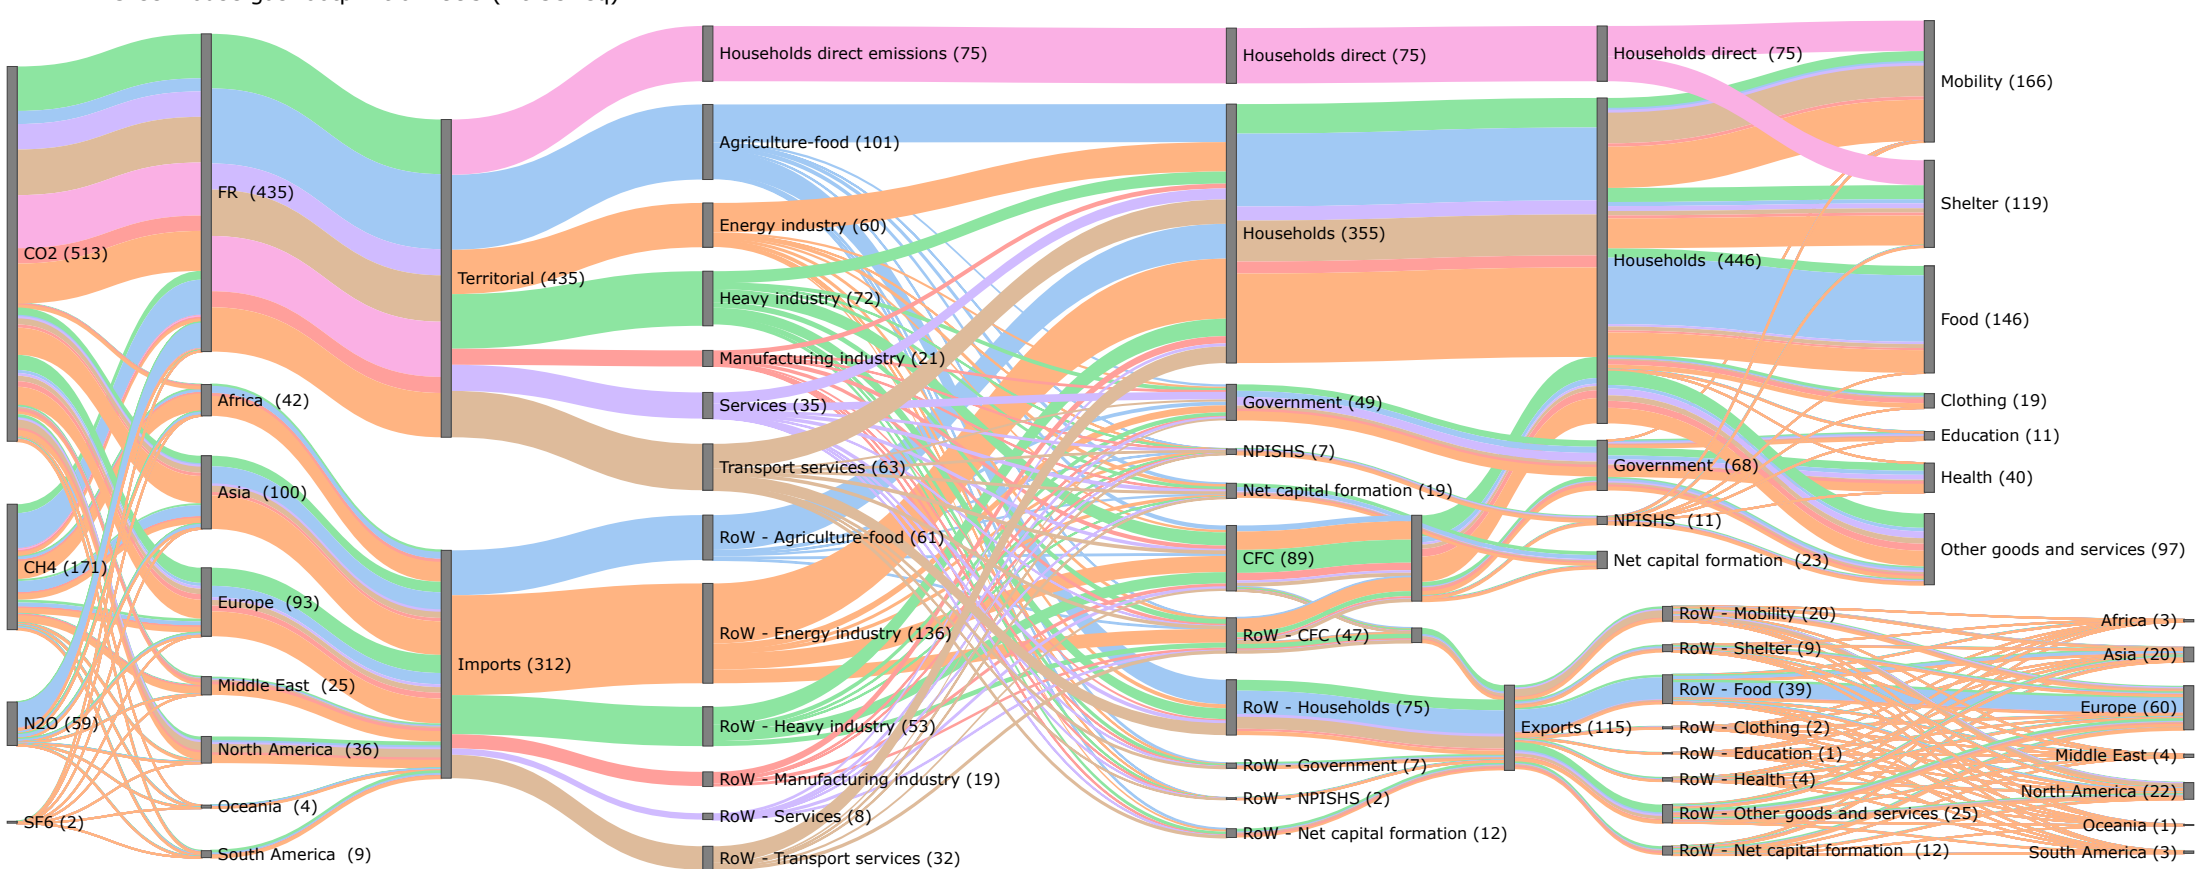 CO2 (513)
CH4 (171)
N2O (59)
SF6 (2)
FR (435)
Africa (42)
Asia (100)
Europe (93)
Middle East (25)
North America (36)
Oceania (4)
South America (9)
Territorial (435)
Imports (312)
Households direct emissions (75)
Agriculture-food (101)
Energy industry (60)
Heavy industry (72)
Manufacturing industry (21)
Services (35)
Transport services (63)
RoW - Agriculture-food (61)
RoW - Energy industry (136)
RoW - Heavy industry (53)
RoW - Manufacturing industry (19)
RoW - Services (8)
RoW - Transport services (32)
Households direct (75)
Households (355)
Government (49)
NPISHS (7)
Net capital formation (19)
CFC (89)
RoW - CFC (47)
RoW - Households (75)
RoW - Government (7)
RoW - NPISHS (2)
RoW - Net capital formation (12)
Exports (115)
Households direct (75)
Households (446)
Government (68)
NPISHS (11)
Net capital formation (23)
RoW - Mobility (20)
RoW - Shelter (9)
RoW - Food (39)
RoW - Clothing (2)
RoW - Education (1)
RoW - Health (4)
RoW - Other goods and services (25)
RoW - Net capital formation (12)
Mobility (166)
Shelter (119)
Food (146)
Clothing (19)
Education (11)
Health (40)
Other goods and services (97)
Africa (3)
Asia (20)
Europe (60)
Middle East (4)
North America (22)
Oceania (1)
South America (3)